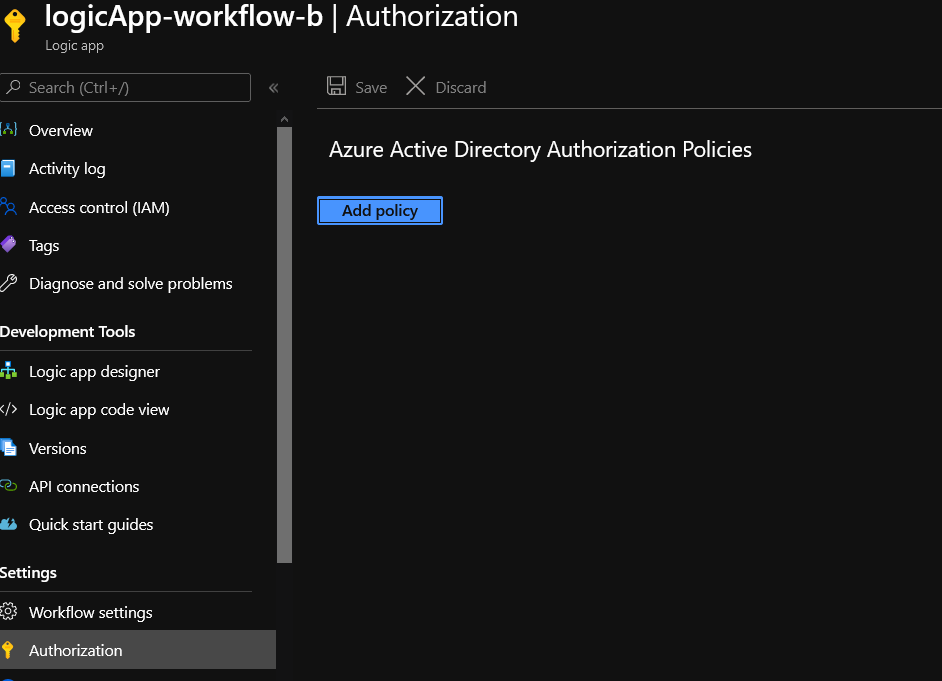 logicApp-workflow-b | Authorization
Logic app
Search (Ctrl+/)
«
Save
Discard
Overview
Activity log
Access control (IAM)
Tags
Diagnose and solve problems
Development Tools
Logic app designer
Logic app code view
Versions
API connections
Quick start guides
Settings
Workflow settings
Authorization
Azure Active Directory Authorization Policies
Add policy